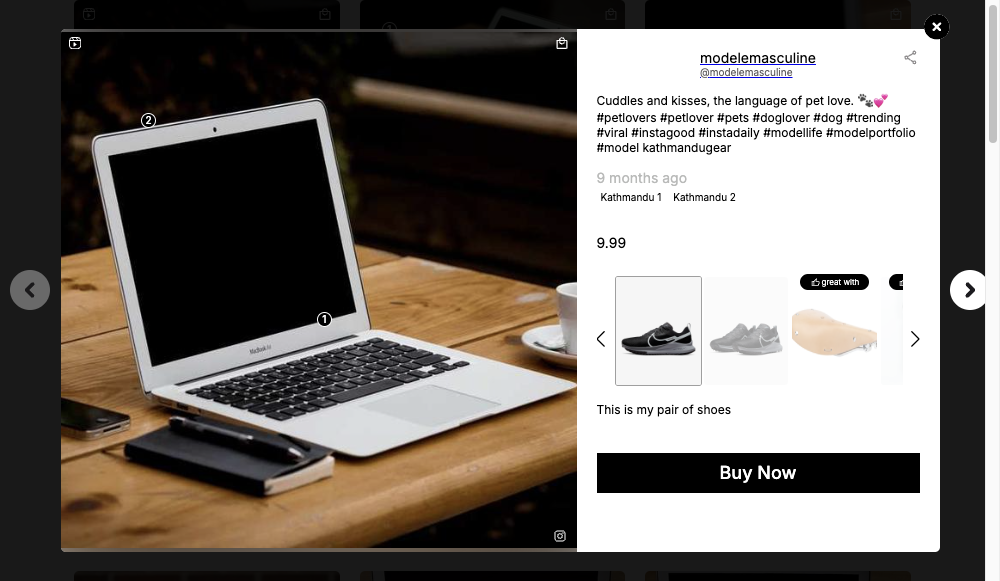 2
1
MacBook Air
modelemasculine
@modelemasculine
Cuddles and kisses, the language of pet love. 🐾💕
#petlovers #petlover #pets #doglover #dog #trending
#viral #instagood #instadaily #modellife #modelportfolio
#model kathmandugear
9 months ago
Kathmandu 1 Kathmandu 2
9.99
great with
This is my pair of shoes
Buy Now